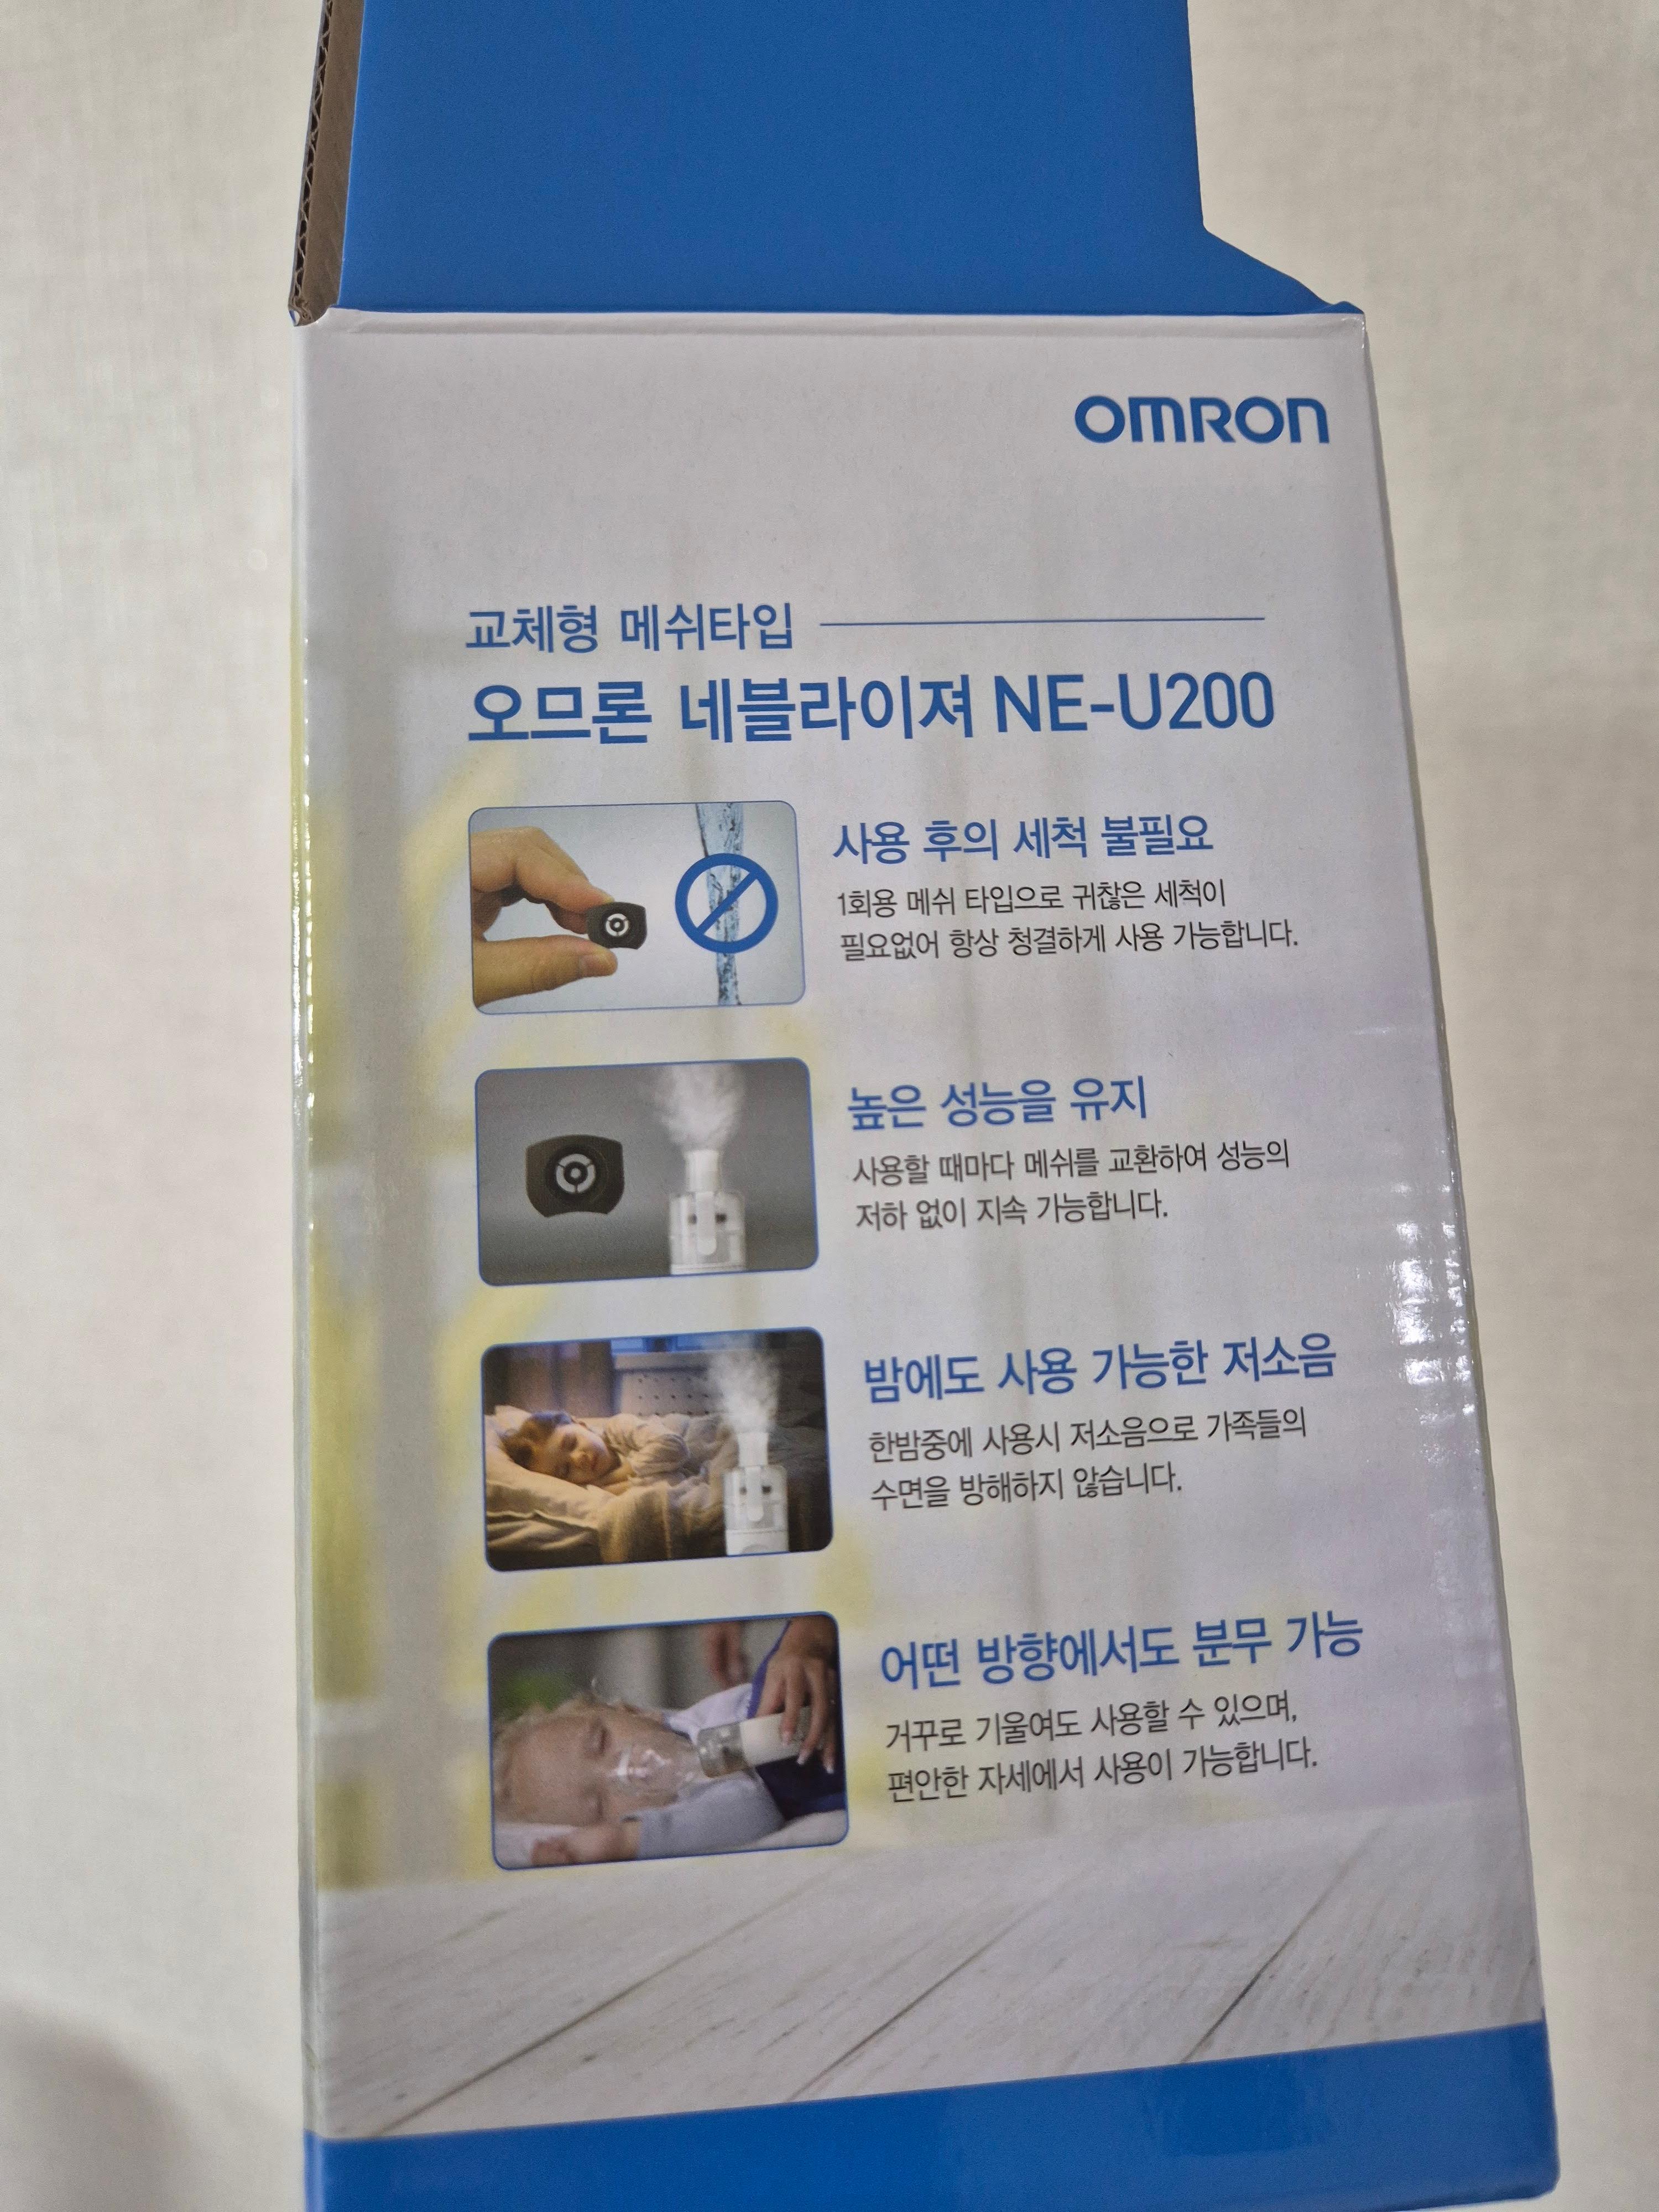 OMRON
교체형 메쉬타입
오므론 네블라이져 NE-U200
사용 후의 세척 불필요
1회용 메쉬 타입으로 귀찮은 세척이
필요없어 항상 청결하게 사용 가능합니다.
높은 성능을 유지
사용할 때마다 메쉬를 교환하여 성능의
저하 없이 지속 가능합니다.
밤에도 사용 가능한 저소음
한밤중에 사용시 저소음으로 가족들의
수면을 방해하지 않습니다.
어떤 방향에서도 분무 가능
거꾸로 기울여도 사용할 수 있으며,
편안한 자세에서 사용이 가능합니다.